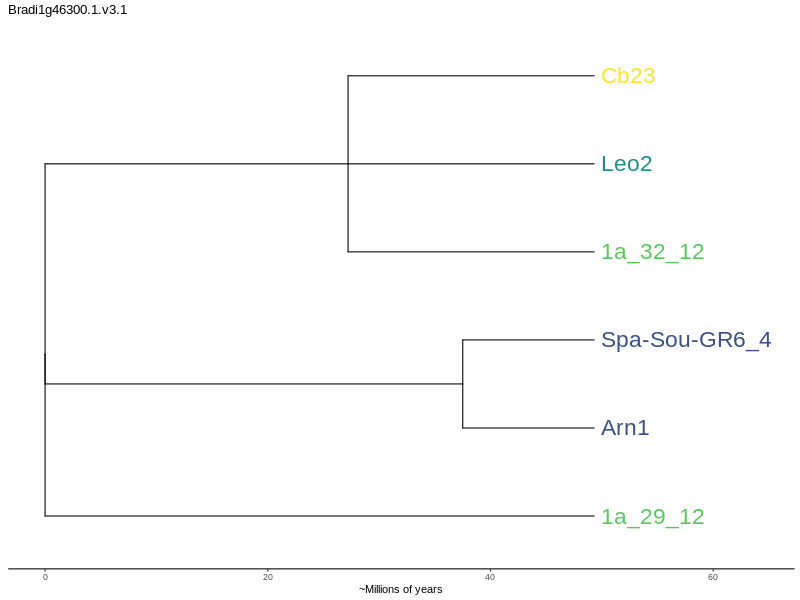 Bradi1g46300.1.v3.1
Cb23
Leo2
1a_32_12
Spa-Sou-GR6_4
Arn1
1a_29_12
0 20 40 60
~Millions of years